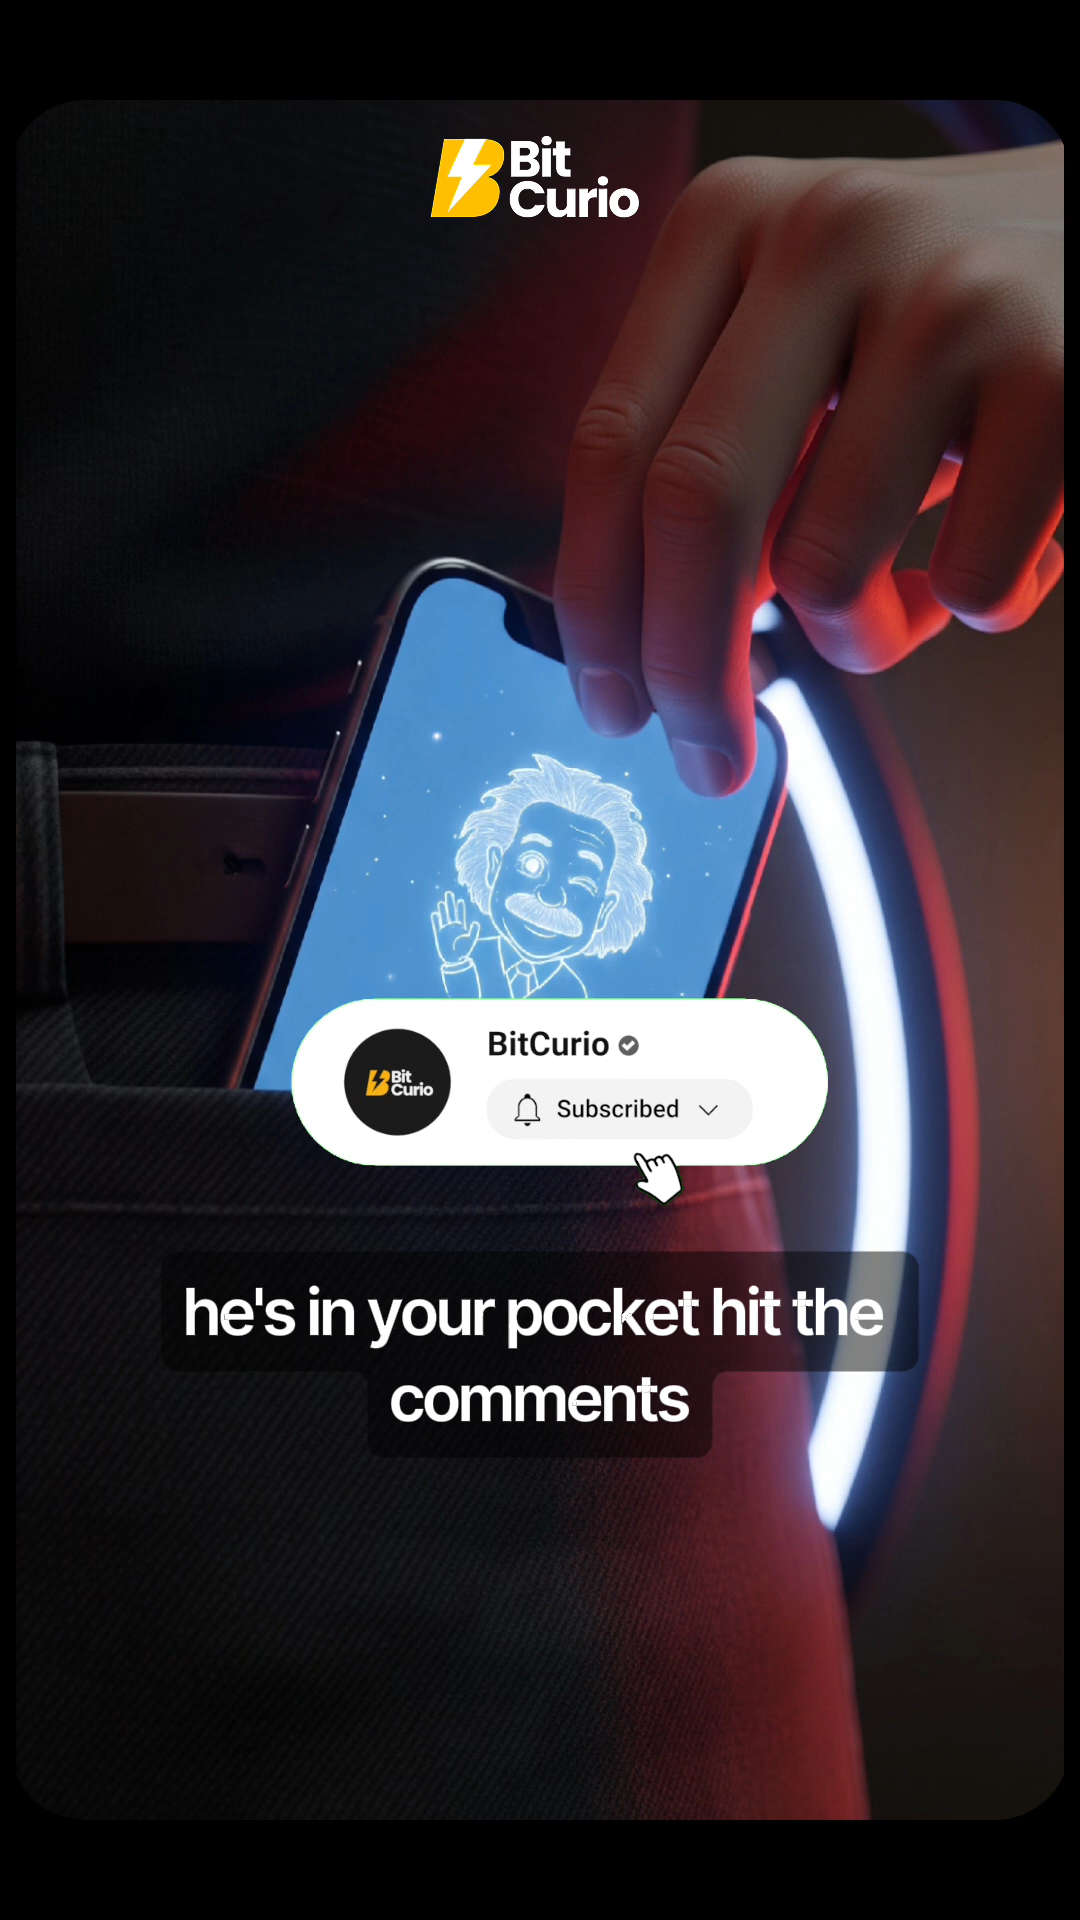 Bit
Curio
Bit
Curio
BitCurio
Subscribed
he's in your pocket hit the
comments